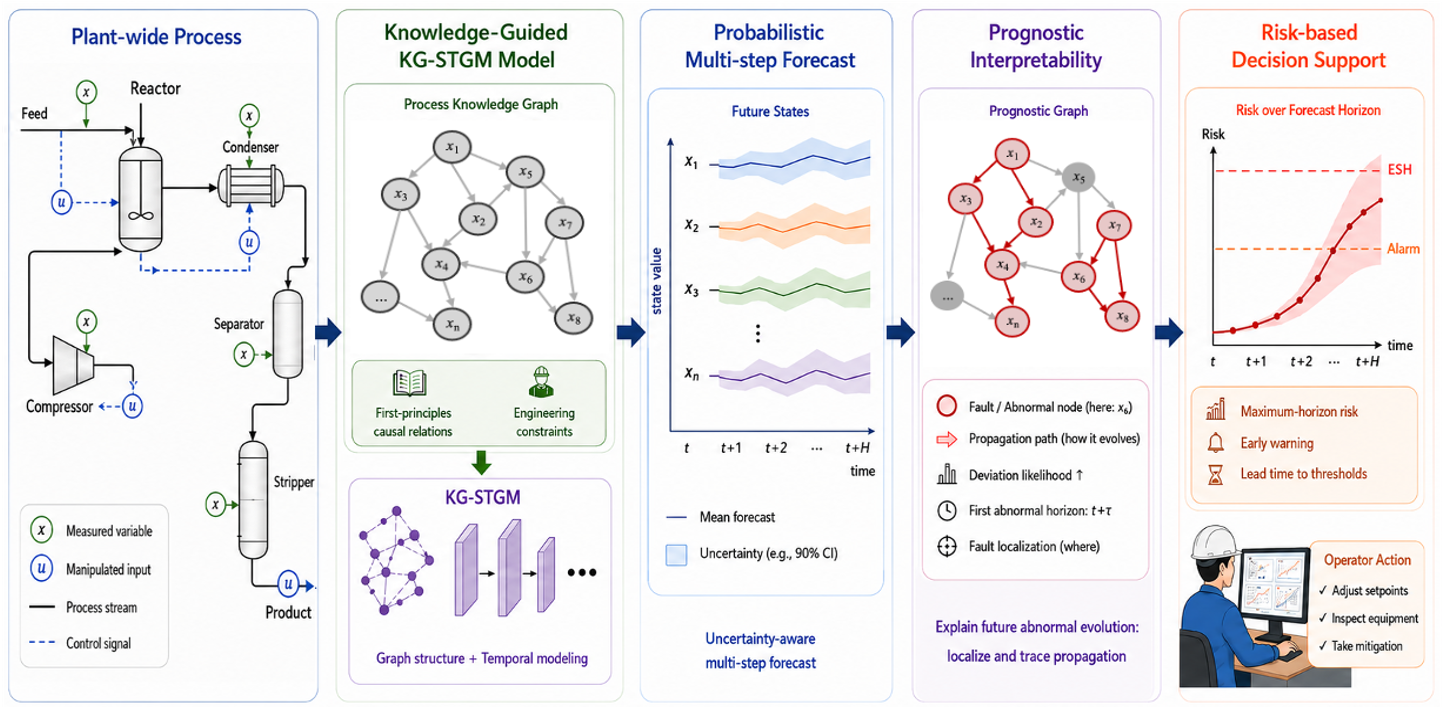 Plant-wide Process
Feed
x
Reactor
x
Condenser
u
u
Separator
x
x
Compressor
u
Stripper
x
u
Product
x Measured variable
u Manipulated input
Process stream
Control signal
Knowledge-Guided
KG-STGM Model
Process Knowledge Graph
x1
x5
x3
x2
x7
x4
x6
...
xn
x8
First-principles
causal relations
Engineering
constraints
KG-STGM
...
Graph structure + Temporal modeling
Probabilistic
Multi-step Forecast
Future States
state value
x1
x2
x3
⋮
xn
t t+1 t+2 ... t+H
time
Mean forecast
Uncertainty (e.g., 90% CI)
Uncertainty-aware
multi-step forecast
Prognostic
Interpretability
Prognostic Graph
x1
x5
x3
x2
x7
x4
x6
...
xn
x8
Fault / Abnormal node (here: x6)
Propagation path (how it evolves)
Deviation likelihood ↑
First abnormal horizon: t+τ
Fault localization (where)
Explain future abnormal evolution:
localize and trace propagation
Risk-based
Decision Support
Risk over Forecast Horizon
Risk
ESH
Alarm
time
t t+1 t+2 ... t+H
Maximum-horizon risk
Early warning
Lead time to thresholds
Operator Action
✓ Adjust setpoints
✓ Inspect equipment
✓ Take mitigation